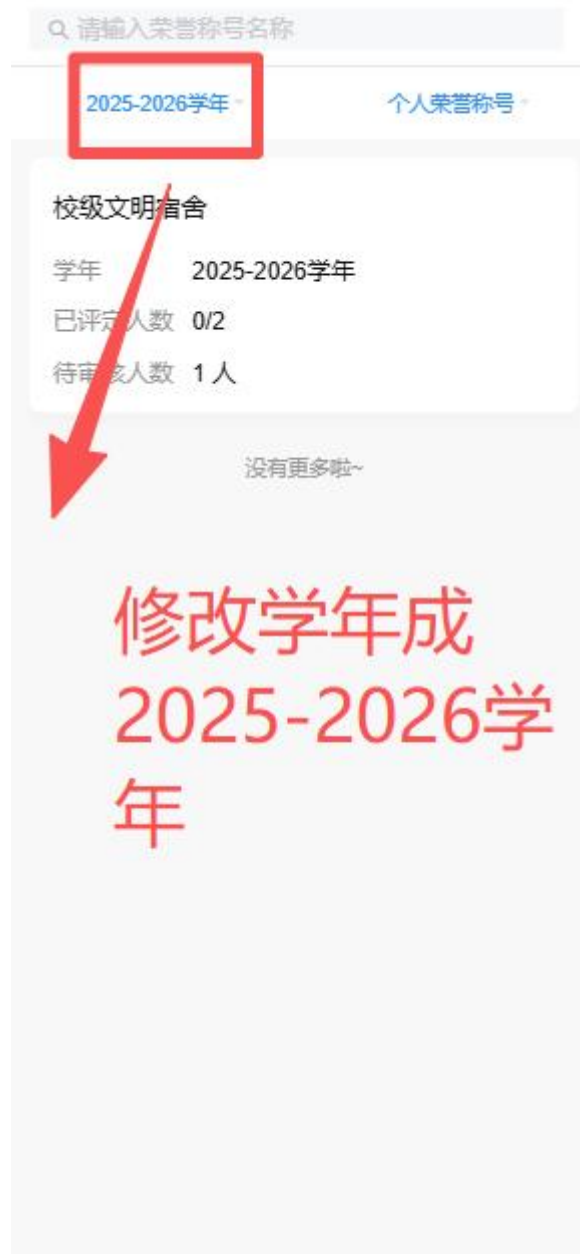 请输入荣誉称号名称
2025-2026学年 个人荣誉称号
校级文明宿舍
学年 2025-2026学年
已评定人数 0/2
待审核人数 1 人
没有更多啦~
修改学年成
2025-2026学
年